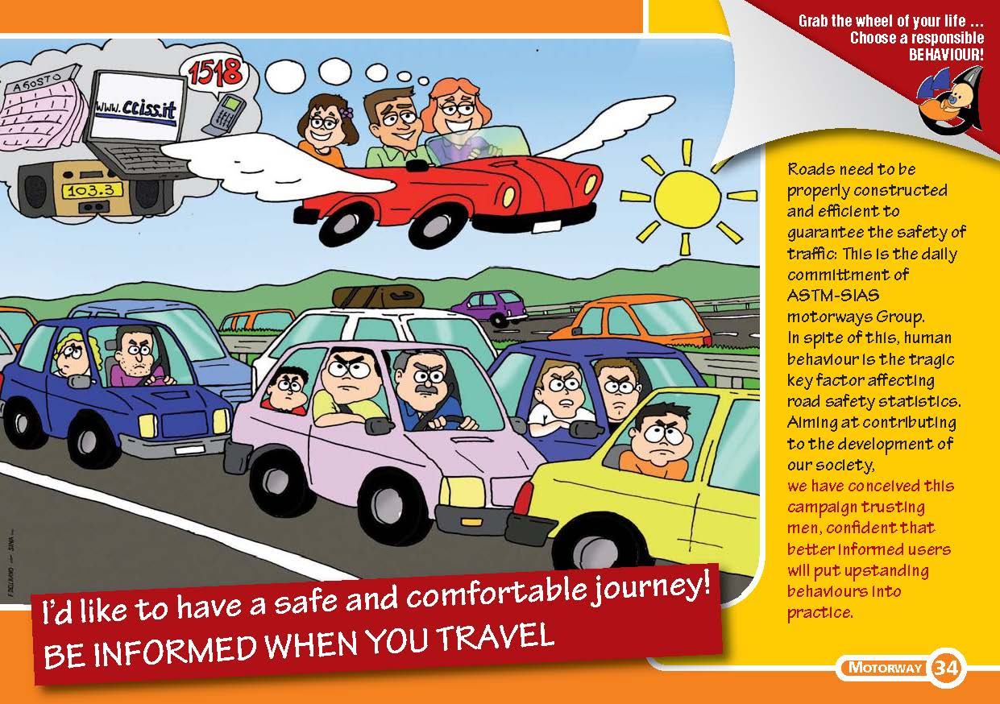 Grab the wheel of your life ...
Choose a responsible
BEHAVIOUR!
AGOSTO
www.cciss.it
1518
103.3
Roads need to be
properly constructed
and efficient to
guarantee the safety of
traffic: This is the daily
committment of
ASTM-SIAS
motorways Group.
In spite of this, human
behaviour is the tragic
key factor affecting
road safety statistics.
Aiming at contributing
to the development of
our society,
we have conceived this
campaign trusting
men, confident that
better informed users
will put upstanding
behaviours into
practice.
I'd like to have a safe and comfortable journey!
BE INFORMED WHEN YOU TRAVEL
MOTORWAY 34